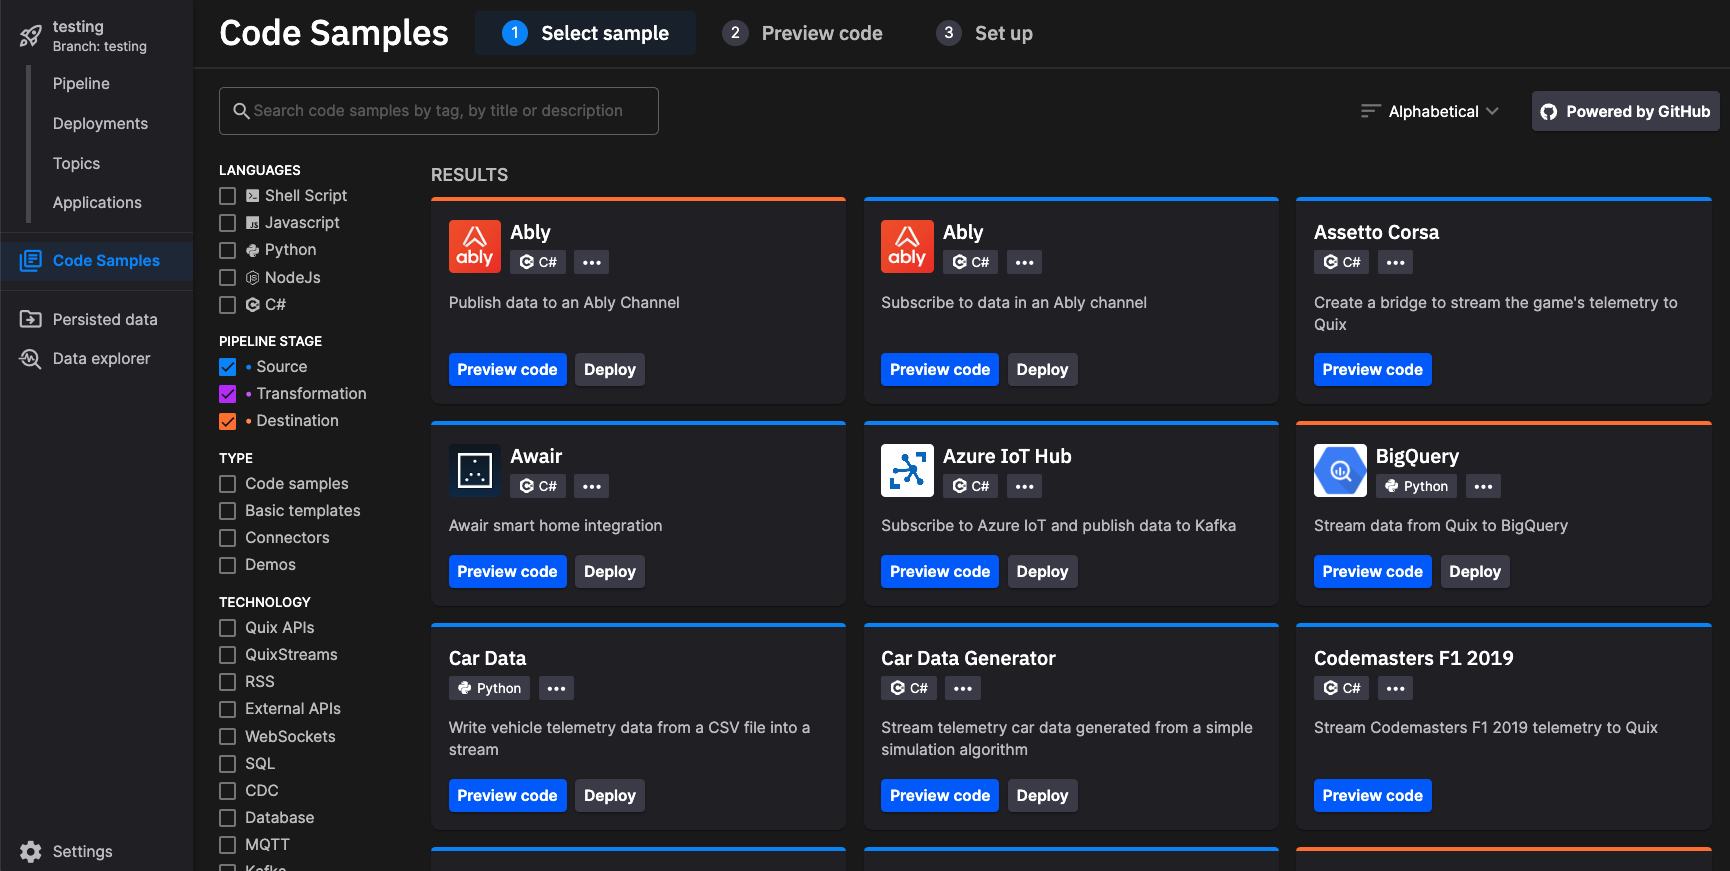 testing
Branch: testing
Pipeline
Deployments
Topics
Applications
Code Samples
Persisted data
Data explorer
Settings
Code Samples
1 Select sample
2 Preview code
3 Set up
Search code samples by tag, by title or description
Alphabetical
Powered by GitHub
LANGUAGES
Shell Script
Javascript
Python
NodeJs
C#
PIPELINE STAGE
Source
Transformation
Destination
TYPE
Code samples
Basic templates
Connectors
Demos
TECHNOLOGY
Quix APIs
QuixStreams
RSS
External APIs
WebSockets
SQL
CDC
Database
MQTT
Kafka
RESULTS
ably
Ably
C# •••
Publish data to an Ably Channel
Preview code Deploy
ably
Ably
C# •••
Subscribe to data in an Ably channel
Preview code Deploy
Assetto Corsa
C# •••
Create a bridge to stream the game's telemetry to
Quix
Preview code
Awair
C# •••
Awair smart home integration
Preview code Deploy
Azure IoT Hub
C# •••
Subscribe to Azure IoT and publish data to Kafka
Preview code Deploy
BigQuery
Python •••
Stream data from Quix to BigQuery
Preview code Deploy
Car Data
Python •••
Write vehicle telemetry data from a CSV file into a
stream
Preview code Deploy
Car Data Generator
C# •••
Stream telemetry car data generated from a simple
simulation algorithm
Preview code Deploy
Codemasters F1 2019
C# •••
Stream Codemasters F1 2019 telemetry to Quix
Preview code